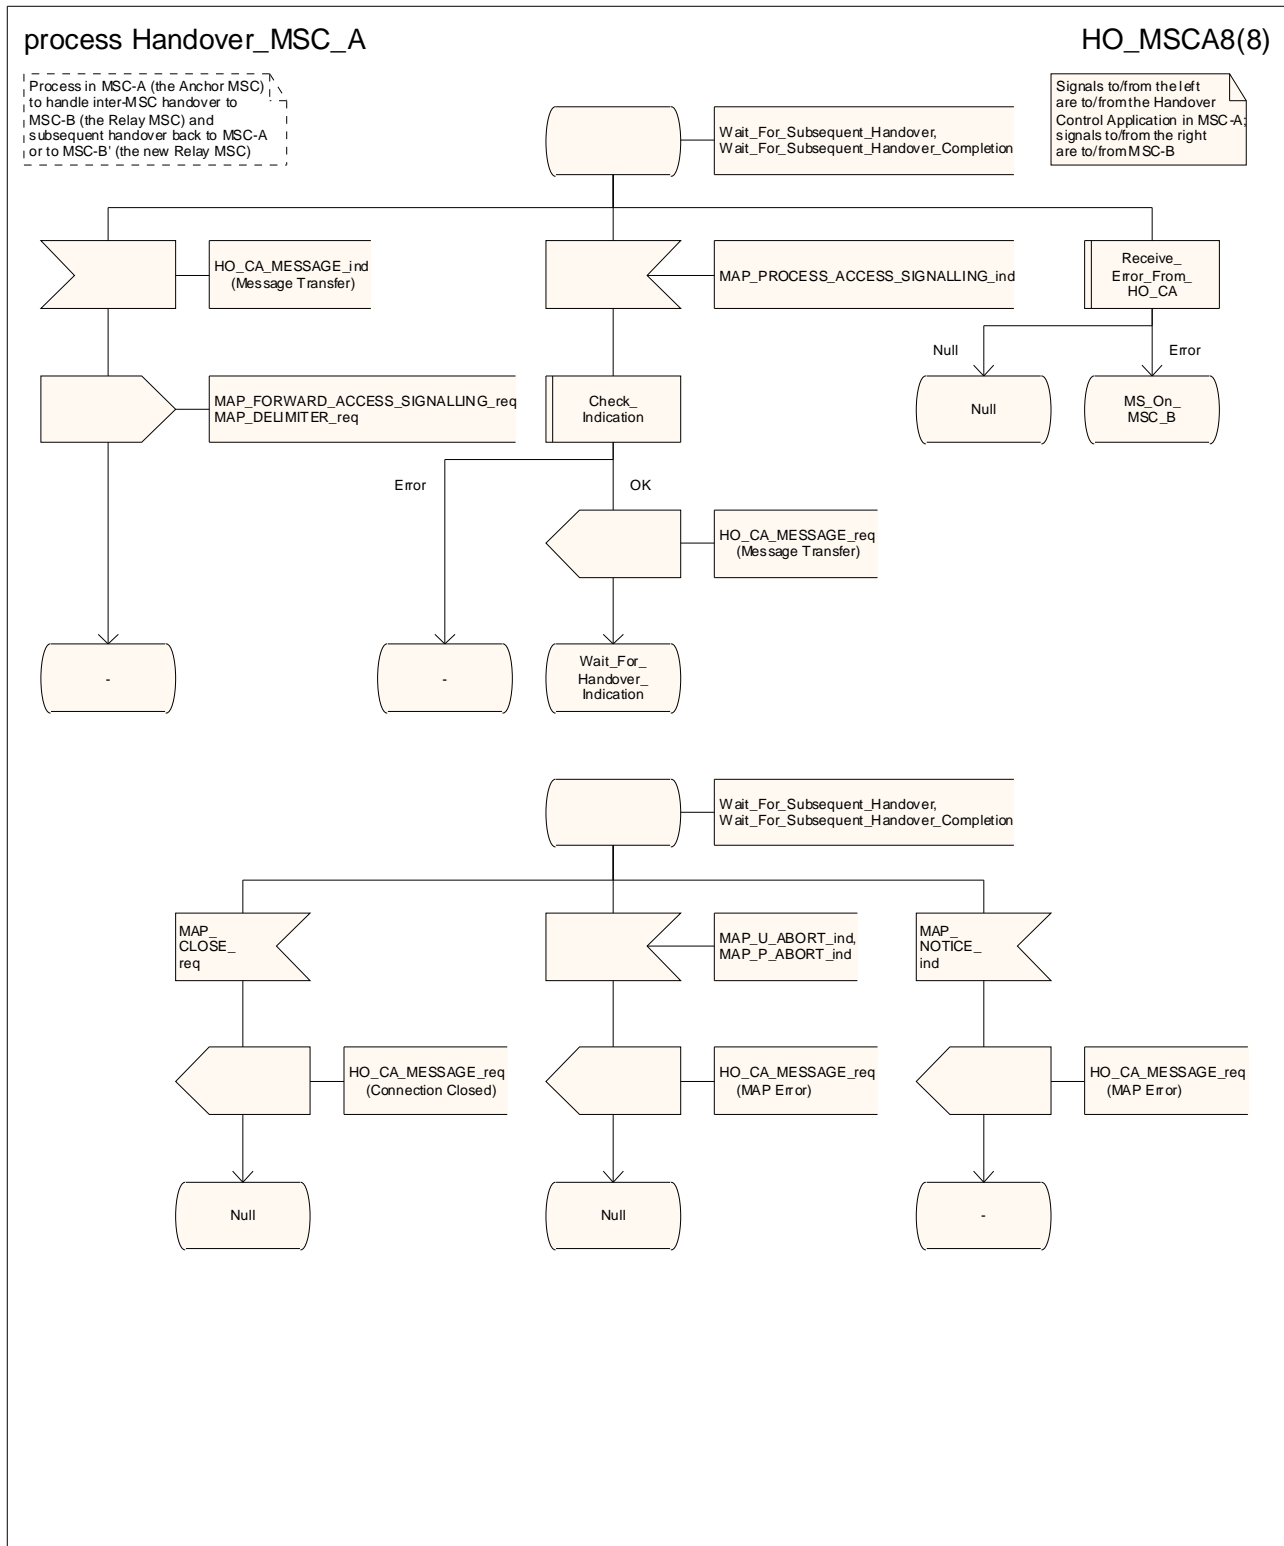 process Handover_MSC_A
HO_MSCA8(8)
Process in MSC-A (the Anchor MSC)
to handle inter-MSC handover to
MSC-B (the Relay MSC) and
subsequent handover back to MSC-A
or to MSC-B' (the new Relay MSC)
Signals to/from the left
are to/from the Handover
Control Application in MSC-A;
signals to/from the right
are to/from MSC-B
Wait_For_Subsequent_Handover,
Wait_For_Subsequent_Handover_Completion
HO_CA_MESSAGE_ind
(Message Transfer)
MAP_PROCESS_ACCESS_SIGNALLING_ind
Receive_
Error_From_
HO_CA
Null
Error
MAP_FORWARD_ACCESS_SIGNALLING_req
MAP_DELIMITER_req
Check_
Indication
Null
MS_On_
MSC_B
Error
OK
HO_CA_MESSAGE_req
(Message Transfer)
-
-
Wait_For_
Handover_
Indication
Wait_For_Subsequent_Handover,
Wait_For_Subsequent_Handover_Completion
MAP_
CLOSE_
req
MAP_U_ABORT_ind,
MAP_P_ABORT_ind
MAP_
NOTICE_
ind
HO_CA_MESSAGE_req
(Connection Closed)
HO_CA_MESSAGE_req
(MAP Error)
HO_CA_MESSAGE_req
(MAP Error)
Null
Null
-